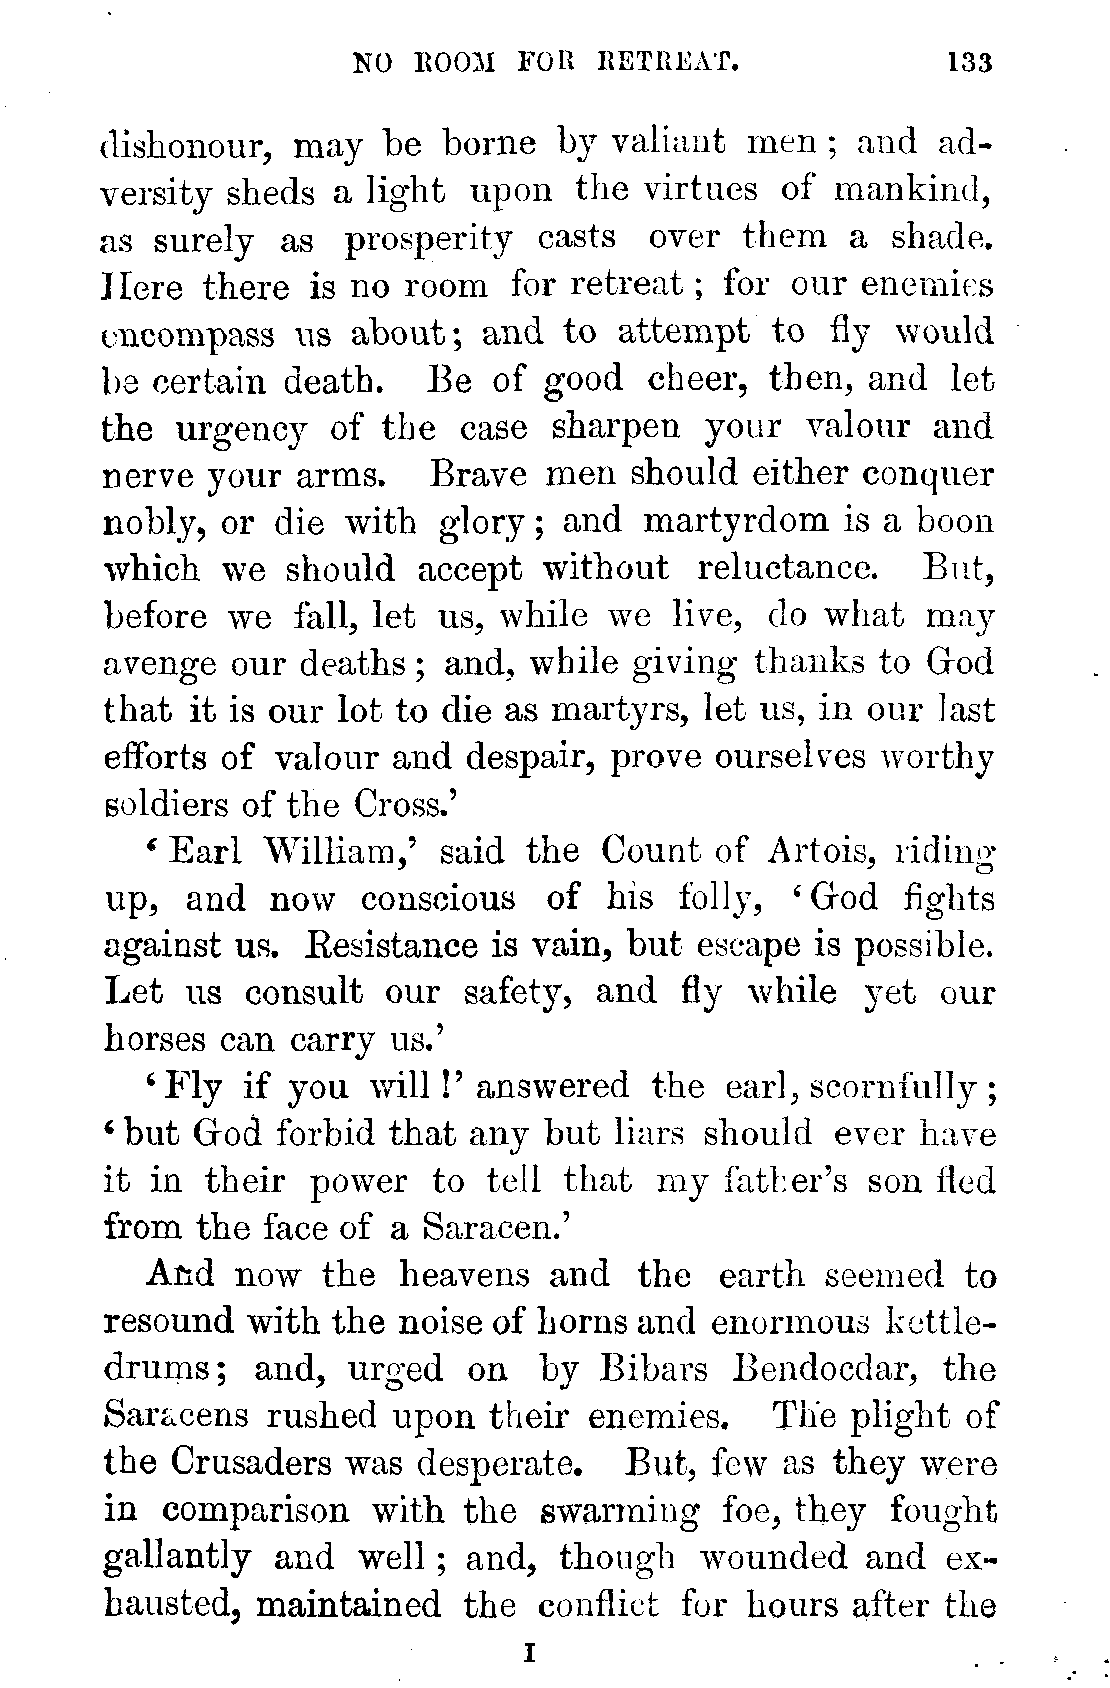 NO ROOM FOR RETREAT. 133
dishonour, may be borne by valiant men ; and ad-
versity sheds a light upon the virtues of mankind,
as surely as prosperity casts over them a shade.
Here there is no room for retreat ; for our enemies
encompass us about; and to attempt to fly would
be certain death. Be of good cheer, then, and let
the urgency of the case sharpen your valour and
nerve your arms. Brave men should either conquer
nobly, or die with glory ; and martyrdom is a boon
which we should accept without reluctance. But,
before we fall, let us, while we live, do what may
avenge our deaths ; and, while giving thanks to God
that it is our lot to die as martyrs, let us, in our last
efforts of valour and despair, prove ourselves worthy
soldiers of the Cross.’
‘ Earl William,’ said the Count of Artois, riding
up, and now conscious of his folly, ‘ God fights
against us. Resistance is vain, but escape is possible.
Let us consult our safety, and fly while yet our
horses can carry us.’
‘ Fly if you will !’ answered the earl, scornfully ;
‘ but God forbid that any but liars should ever have
it in their power to tell that my father’s son fled
from the face of a Saracen.’
And now the heavens and the earth seemed to
resound with the noise of horns and enormous kettle-
drums; and, urged on by Bibars Bendocdar, the
Saracens rushed upon their enemies. The plight of
the Crusaders was desperate. But, few as they were
in comparison with the swarming foe, they fought
gallantly and well ; and, though wounded and ex-
hausted, maintained the conflict for hours after the
I